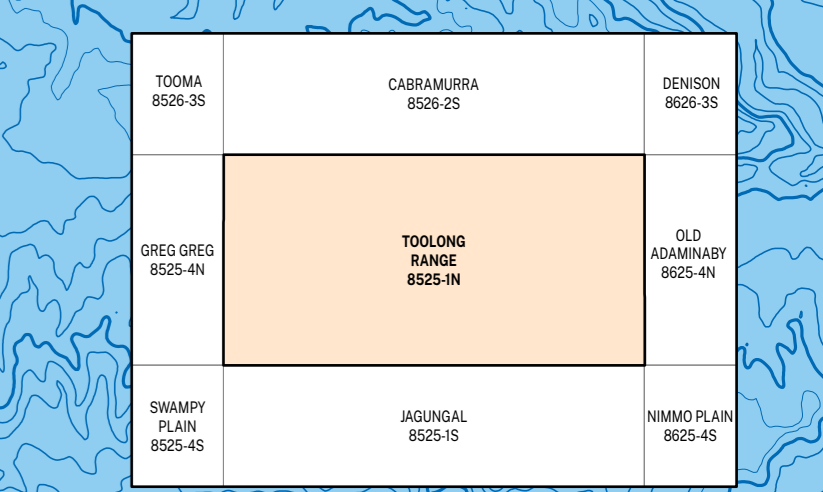 TOOMA
8526-3S
CABRAMURRA
8526-2S
DENISON
8626-3S
GREG GREG
8525-4N
TOOLONG
RANGE
8525-1N
OLD
ADAMINABY
8625-4N
SWAMPY
PLAIN
8525-4S
JAGUNGAL
8525-1S
NIMMO PLAIN
8625-4S